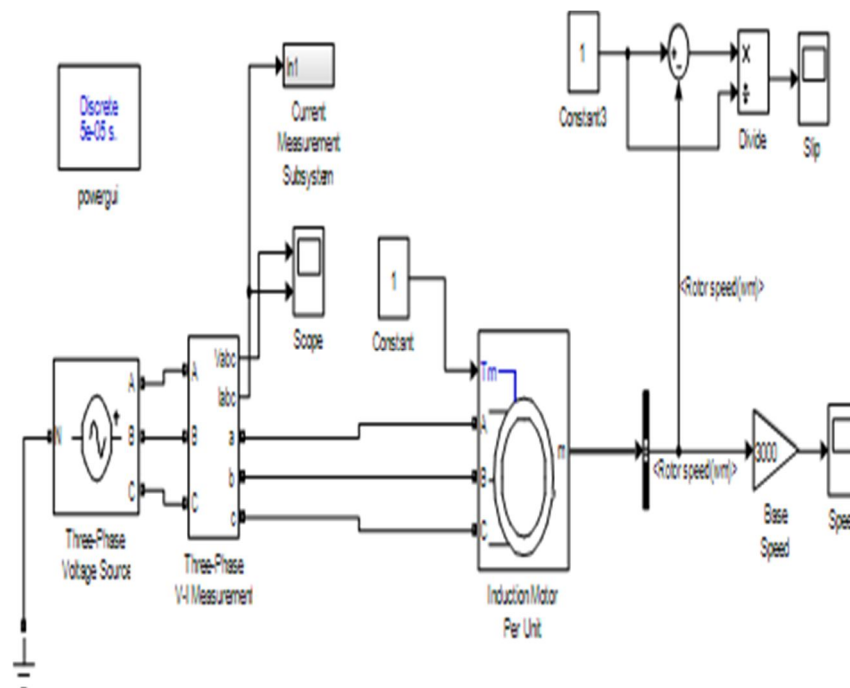 Discrete
5e-05 s.
powergui
In1
Current
Measurement
Subsystem
1
Constant3
+
-
×
÷
Divide
Slip
Scope
1
Constant
<Rotor speed(wm)>
N
A
B
C
Three-Phase
Voltage Source
A
B
C
Vabc
Iabc
a
b
c
Three-Phase
V-I Measurement
Tm
A
B
C
m
Induction Motor
Per Unit
<Rotor speed(wm)>
3000
Base
Speed
Spee